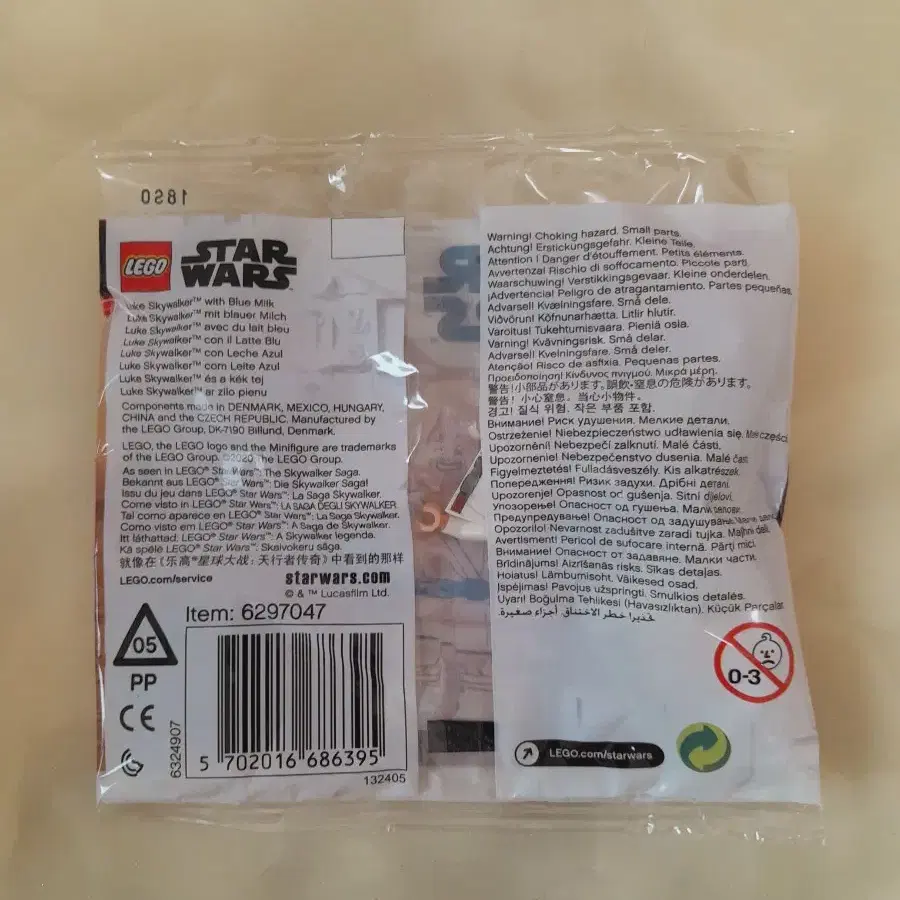 18S0
LEGO
STAR
WARS
Luke Skywalker™ with Blue Milk
Luke Skywalker™ mit blauer Milch
Luke Skywalker™ avec du lait bleu
Luke Skywalker™ con il Latte Blu
Luke Skywalker™ con Leche Azul
Luke Skywalker™ com Leite Azul
Luke Skywalker™ és a kék tej
Luke Skywalker™ ar zilo pienu
Components made in DENMARK, MEXICO, HUNGARY,
CHINA and the CZECH REPUBLIC. Manufactured by
the LEGO Group, DK-7190 Billund, Denmark.
LEGO, the LEGO logo and the Minifigure are trademarks
of the LEGO Group. ©2020 The LEGO Group.
As seen in LEGO® Star Wars™: The Skywalker Saga.
Bekannt aus LEGO® Star Wars™: Die Skywalker Saga!
Issu du jeu dans LEGO® Star Wars™: La Saga Skywalker.
Come visto in LEGO® Star Wars™: LA SAGA DEGLI SKYWALKER
Tal como aparece en LEGO® Star Wars™: La Saga Skywalker.
Como visto em LEGO® Star Wars™: A Saga de Skywalker.
Itt láthattad: LEGO® Star Wars™: A Skywalker legenda.
Kā spēlē LEGO® Star Wars™: Skaivokeru sāga.
就像在《乐高®星球大战:天行者传奇》中看到的那样
LEGO.com/service
starwars.com
© & ™ Lucasfilm Ltd.
Item: 6297047
05
PP
CE
6324907
5 702016 686395
132405
Warning! Choking hazard. Small parts.
Achtung! Erstickungsgefahr. Kleine Teile.
Attention ! Danger d'étouffement. Petits éléments.
Avvertenza! Rischio di soffocamento. Piccole parti.
Waarschuwing! Verstikkingsgevaar. Kleine onderdelen.
¡Advertencia! Peligro de atragantamiento. Partes pequeñas.
Advarsel! Kvælningsfare. Små dele.
Viðvörun! Köfnunarhætta. Litlir hlutir.
Varoitus! Tukehtumisvaara. Pieniä osia.
Varning! Kvävningsrisk. Små delar.
Advarsel! Kvelningsfare. Små deler.
Atenção! Risco de asfixia. Pequenas partes.
Προειδοποίηση! Κίνδυνος πνιγμού. Μικρά μέρη.
警告!小部品があります。誤飲・窒息の危険があります。
警告! 小心窒息。当心小物件。
경고! 질식 위험. 작은 부품 포함.
Внимание! Риск удушения. Мелкие детали.
Ostrzeżenie! Niebezpieczeństwo udławienia się. Małe części.
Upozornění! Nebezpečí zalknutí. Malé části.
Upozornenie! Nebezpečenstvo dusenia. Malé časti
Figyelmeztetés! Fulladásveszély. Kis alkatrészek.
Попередження! Ризик задухи. Дрібні деталі.
Upozorenje! Opasnost od gušenja. Sitni dijelovi.
Упозорење! Опасност од гушења. Мали делови.
Предупредување! Опасност од задушување. Мали делови.
Opozorilo! Nevarnost zadušitve zaradi tujka. Majhni deli.
Avertisment! Pericol de sufocare internă. Părți mici.
Внимание! Опасност от задавяне. Малки части.
Brīdinājums! Aizrīšanās risks. Sīkas detaļas.
Hoiatus! Lämbumisoht. Väikesed osad.
Įspėjimas! Pavojus užspringti. Smulkios detalės.
Uyarı! Boğulma Tehlikesi (Havasızlıktan). Küçük Parçalar.
تحذير! خطر الاختناق. أجزاء صغيرة.
0-3
LEGO.com/starwars